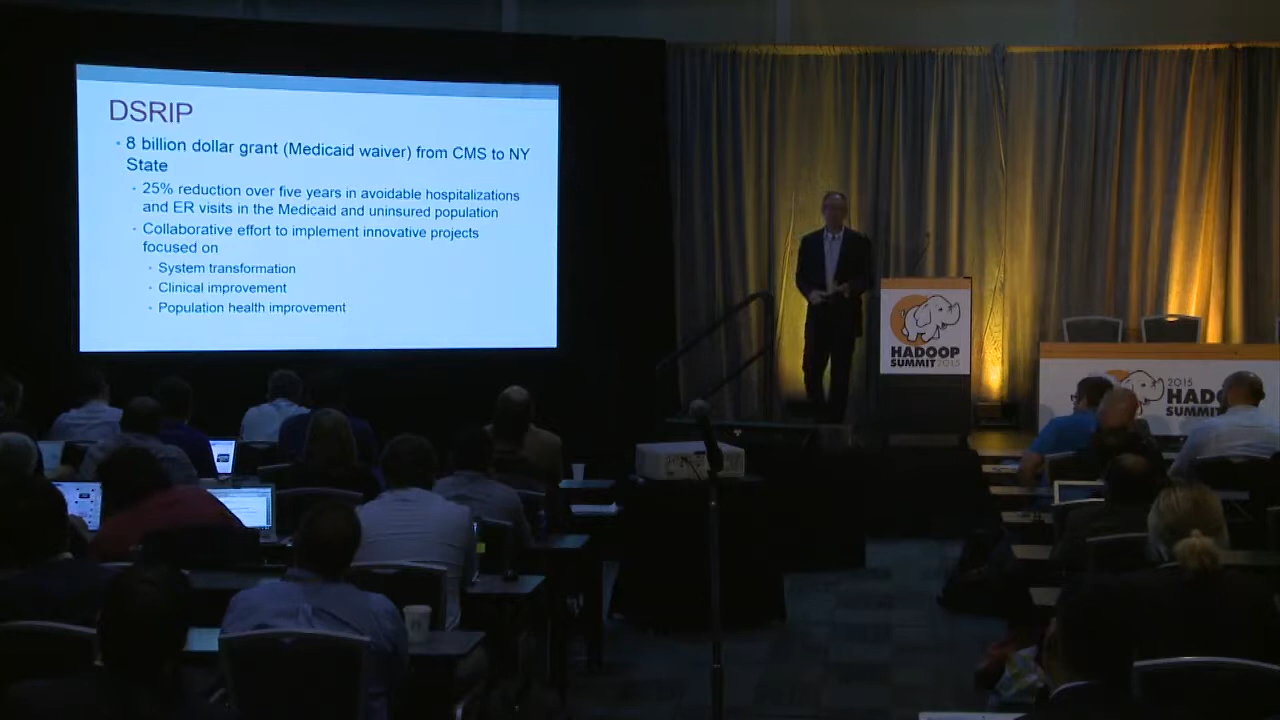 DSRIP
8 billion dollar grant (Medicaid waiver) from CMS to NY
State
25% reduction over five years in avoidable hospitalizations
and ER visits in the Medicaid and uninsured population
Collaborative effort to implement innovative projects
focused on
System transformation
Clinical improvement
Population health improvement
HADOOP
SUMMIT 2015
2015
HAD
SUMMIT